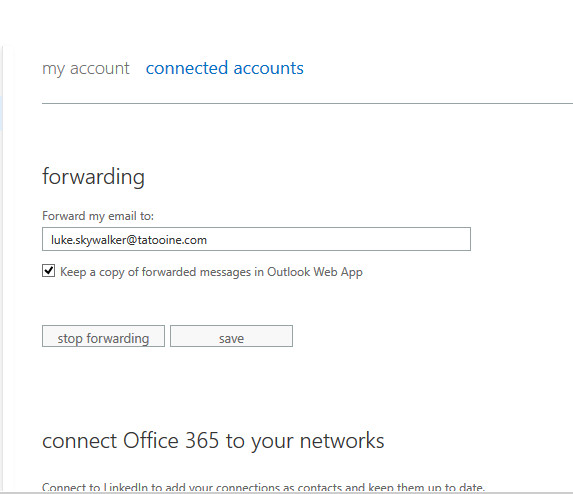 my account connected accounts
forwarding
Forward my email to:
luke.skywalker@tatooine.com
Keep a copy of forwarded messages in Outlook Web App
stop forwarding save
connect Office 365 to your networks
Connect to LinkedIn to add your connections as contacts and keep them up to date.